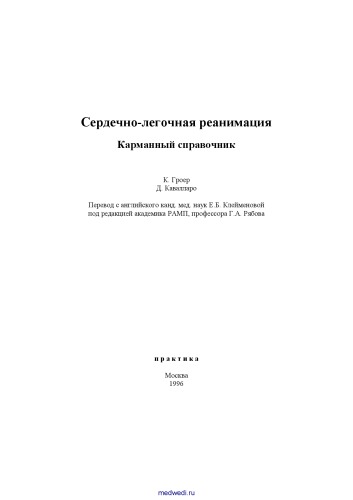 Сердечно-легочная реанимация
Карманный справочник
К. Гроер
Д. Кавалларо
Перевод с английского канд. мед. наук Е.Б. Клейменовой
под редакцией академика РАМП, профессора Г.А. Рябова
практика
Москва
1996
medwedi.ru